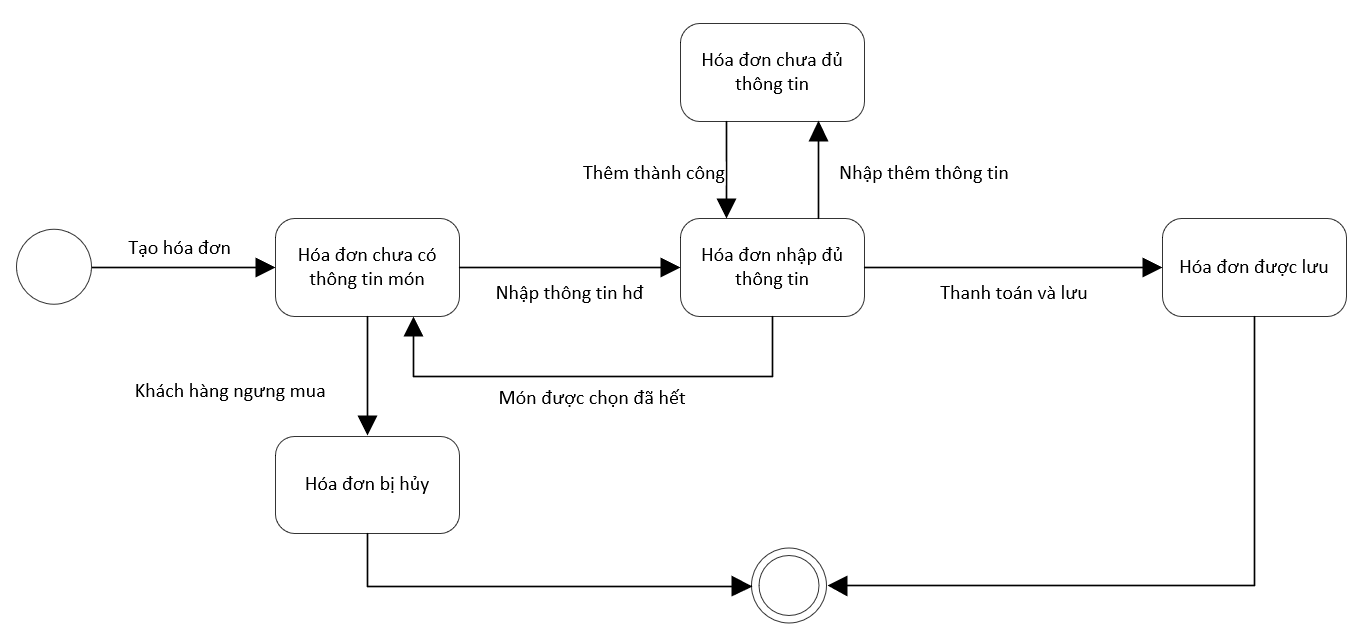 Hóa đơn chưa đủ
thông tin
Thêm thành công
Nhập thêm thông tin
Tạo hóa đơn
Hóa đơn chưa có
thông tin món
Nhập thông tin hđ
Hóa đơn nhập đủ
thông tin
Thanh toán và lưu
Hóa đơn được lưu
Khách hàng ngưng mua
Món được chọn đã hết
Hóa đơn bị hủy